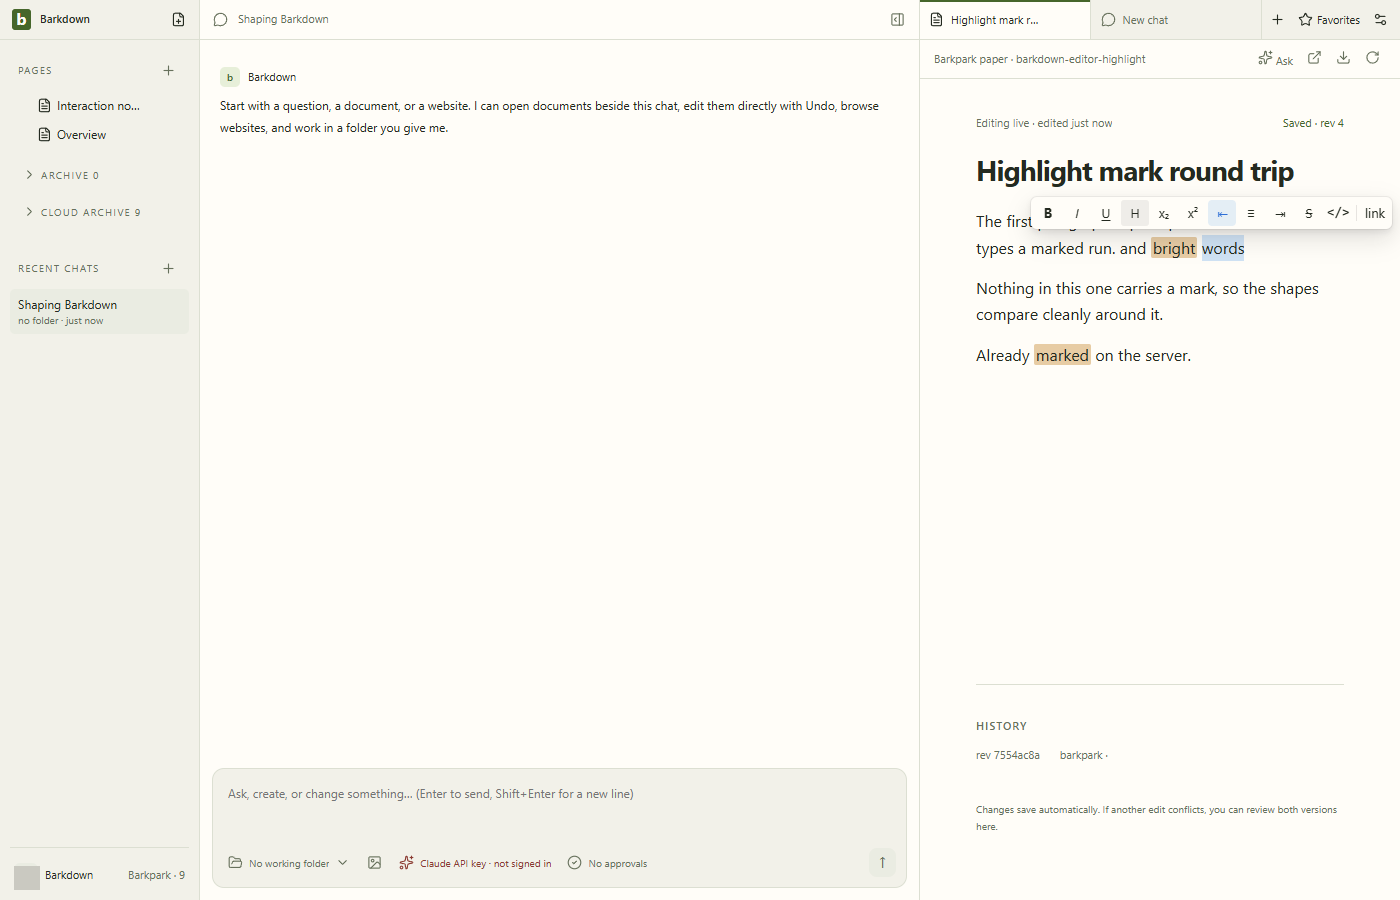 b Barkdown
PAGES
Interaction no...
Overview
ARCHIVE 0
CLOUD ARCHIVE 9
RECENT CHATS
Shaping Barkdown
no folder · just now
Barkdown
Barkpark · 9
Shaping Barkdown
b Barkdown
Start with a question, a document, or a website. I can open documents beside this chat, edit them directly with Undo, browse
websites, and work in a folder you give me.
Ask, create, or change something... (Enter to send, Shift+Enter for a new line)
No working folder
Claude API key · not signed in
No approvals
Highlight mark r...
New chat
Favorites
Barkpark paper · barkdown-editor-highlight
Ask
Editing live · edited just now
Saved · rev 4
Highlight mark round trip
B I U H x₂ x² S </> link
The first
types a marked run. and bright words
Nothing in this one carries a mark, so the shapes
compare cleanly around it.
Already marked on the server.
HISTORY
rev 7554ac8a barkpark ·
Changes save automatically. If another edit conflicts, you can review both versions
here.